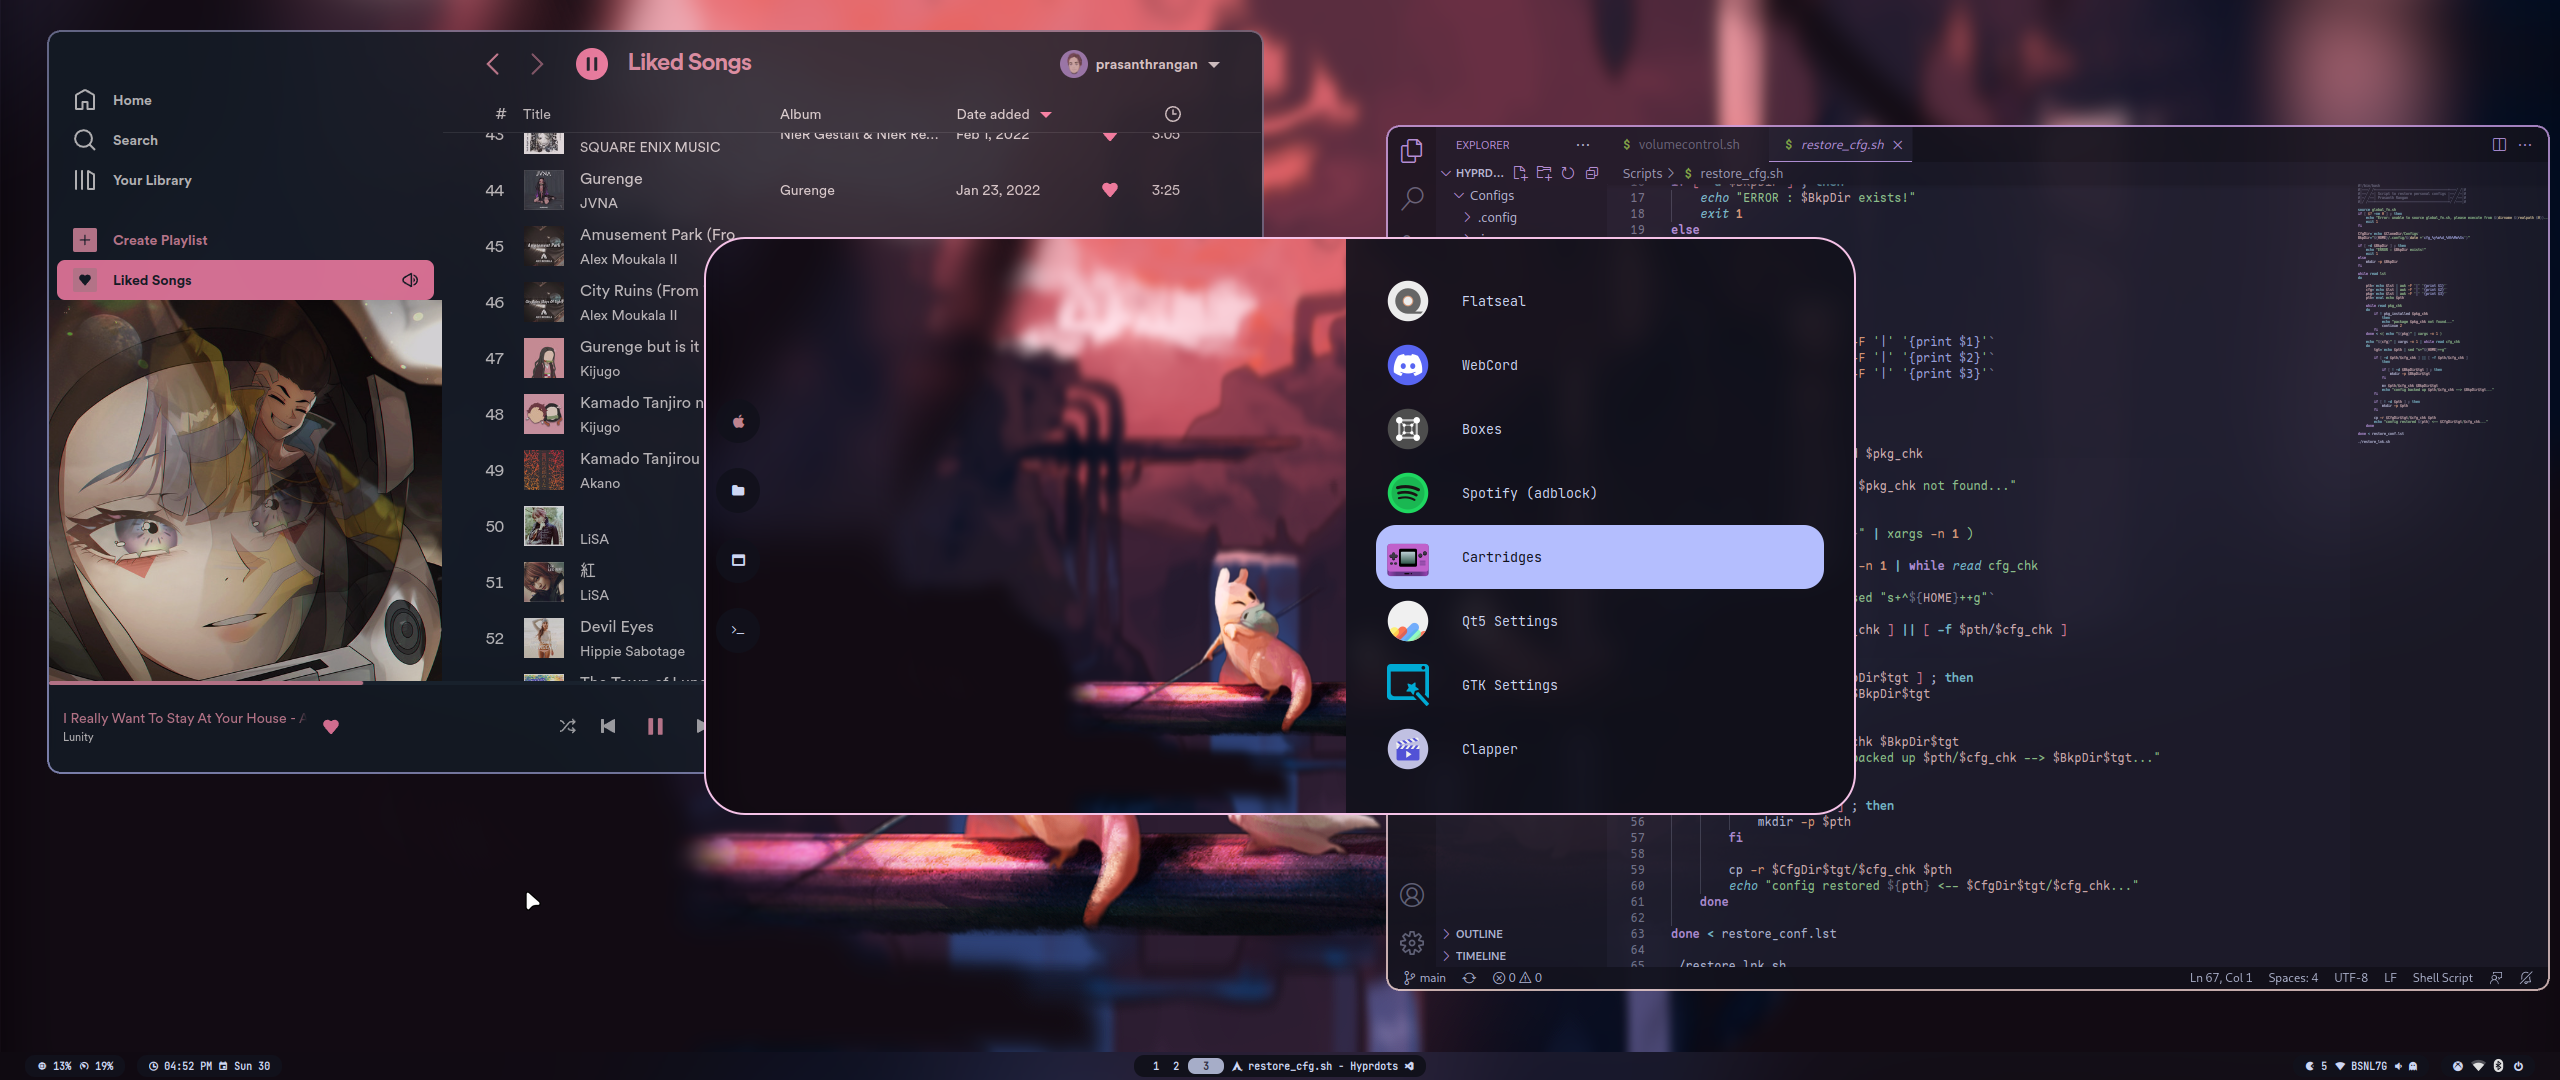 Home
Search
Your Library
Create Playlist
Liked Songs
I Really Want To Stay At Your House -
Lunity
Liked Songs
prasanthrangan
# Title Album Date added
43 SQUARE ENIX MUSIC NieR Gestalt & NieR Re... Feb 1, 2022 3:05
44 Gurenge Gurenge Jan 23, 2022 3:25
JVNA
45 Amusement Park (Fro
Alex Moukala II
46 City Ruins (From
Alex Moukala II
47 Gurenge but is it
Kijugo
48 Kamado Tanjiro n
Kijugo
49 Kamado Tanjirou
Akano
50
LiSA
51 紅
LiSA
52 Devil Eyes
Hippie Sabotage
Flatseal
WebCord
Boxes
Spotify (adblock)
Cartridges
Qt5 Settings
GTK Settings
Clapper
EXPLORER ...
HYPRD...
Configs
.config
OUTLINE
TIMELINE
$ volumecontrol.sh
$ restore_cfg.sh
Scripts > $ restore_cfg.sh
17 echo "ERROR : $BkpDir exists!"
18 exit 1
19 else
-F '|' '{print $1}'`
-F '|' '{print $2}'`
-F '|' '{print $3}'`
$pkg_chk
$pkg_chk not found..."
" | xargs -n 1 )
-n 1 | while read cfg_chk
sed "s+^${HOME}++g"`
_chk ] || [ -f $pth/$cfg_chk ]
pDir$tgt ] ; then
$BkpDir$tgt
chk $BkpDir$tgt
backed up $pth/$cfg_chk --> $BkpDir$tgt..."
] ; then
56 mkdir -p $pth
57 fi
58
59 cp -r $CfgDir$tgt/$cfg_chk $pth
60 echo "config restored ${pth} <-- $CfgDir$tgt/$cfg_chk..."
61 done
62
63 done < restore_conf.lst
64
65 ./restore_lnk.sh
main 0 0
Ln 67, Col 1 Spaces: 4 UTF-8 LF Shell Script
13% 19% 04:52 PM Sun 30
1 2 3 restore_cfg.sh - Hyprdots
5 BSNL7G